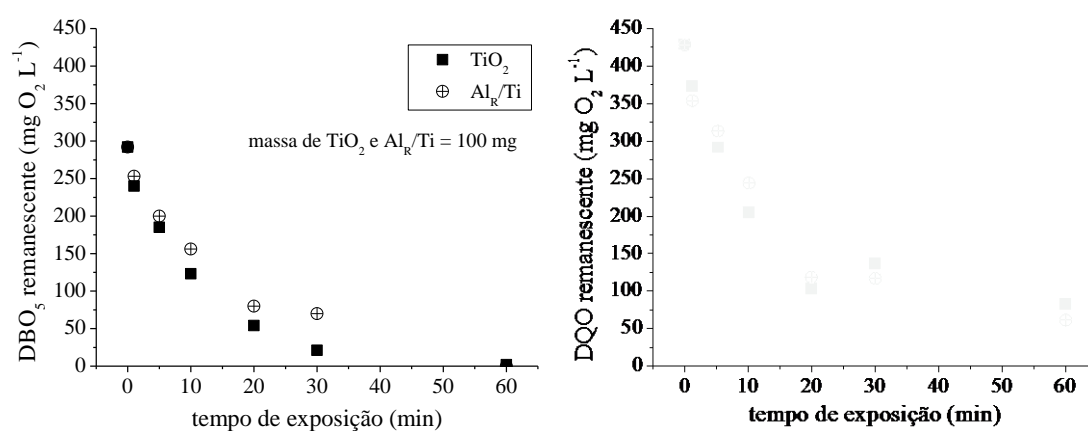 450
400
350
300
250
200
150
100
50
0
DBO₅ remanescente (mg O₂ L⁻¹)
TiO₂
Al_R/Ti
massa de TiO₂ e Al_R/Ti = 100 mg
0 10 20 30 40 50 60
tempo de exposição (min)
450
400
350
300
250
200
150
100
50
0
DQO remanescente (mg O₂ L⁻¹)
0 10 20 30 40 50 60
tempo de exposição (min)